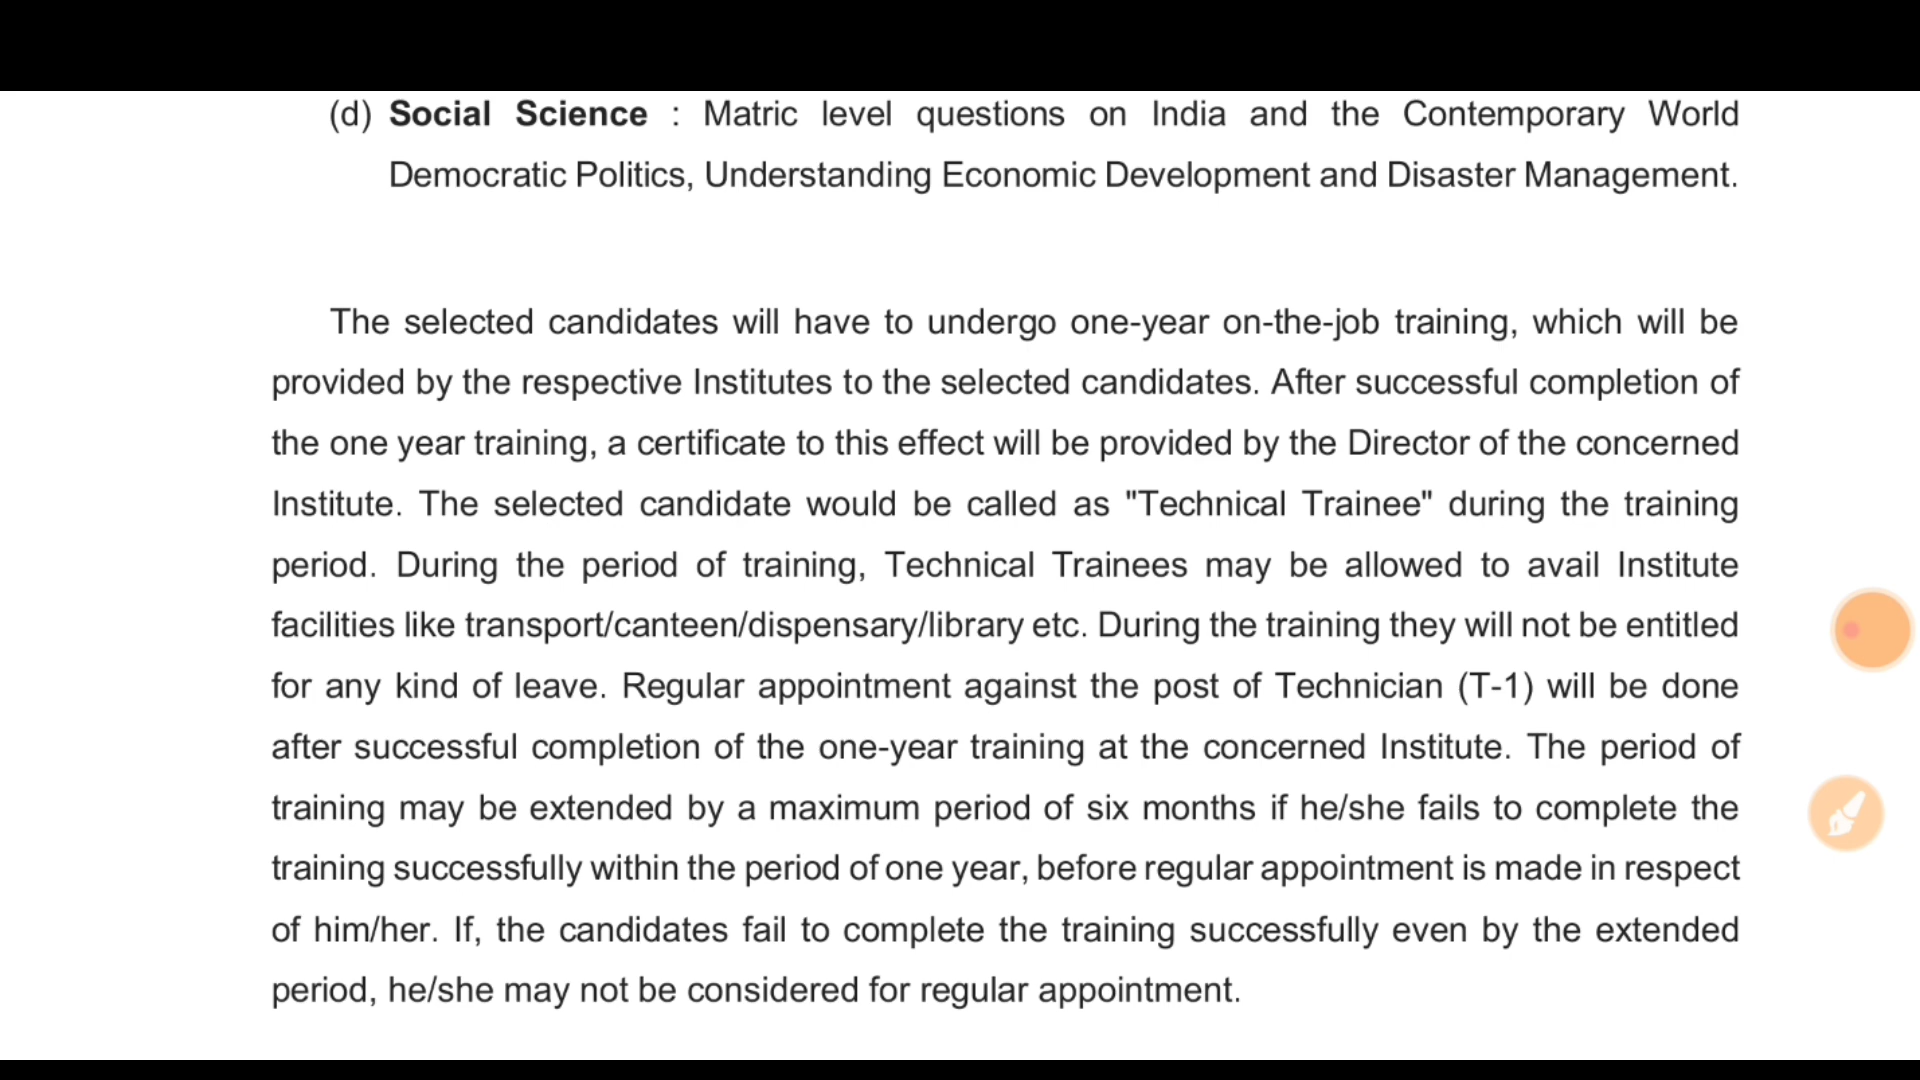 (d) Social Science : Matric level questions on India and the Contemporary World
Democratic Politics, Understanding Economic Development and Disaster Management.
The selected candidates will have to undergo one-year on-the-job training, which will be
provided by the respective Institutes to the selected candidates. After successful completion of
the one year training, a certificate to this effect will be provided by the Director of the concerned
Institute. The selected candidate would be called as "Technical Trainee" during the training
period. During the period of training, Technical Trainees may be allowed to avail Institute
facilities like transport/canteen/dispensary/library etc. During the training they will not be entitled
for any kind of leave. Regular appointment against the post of Technician (T-1) will be done
after successful completion of the one-year training at the concerned Institute. The period of
training may be extended by a maximum period of six months if he/she fails to complete the
training successfully within the period of one year, before regular appointment is made in respect
of him/her. If, the candidates fail to complete the training successfully even by the extended
period, he/she may not be considered for regular appointment.